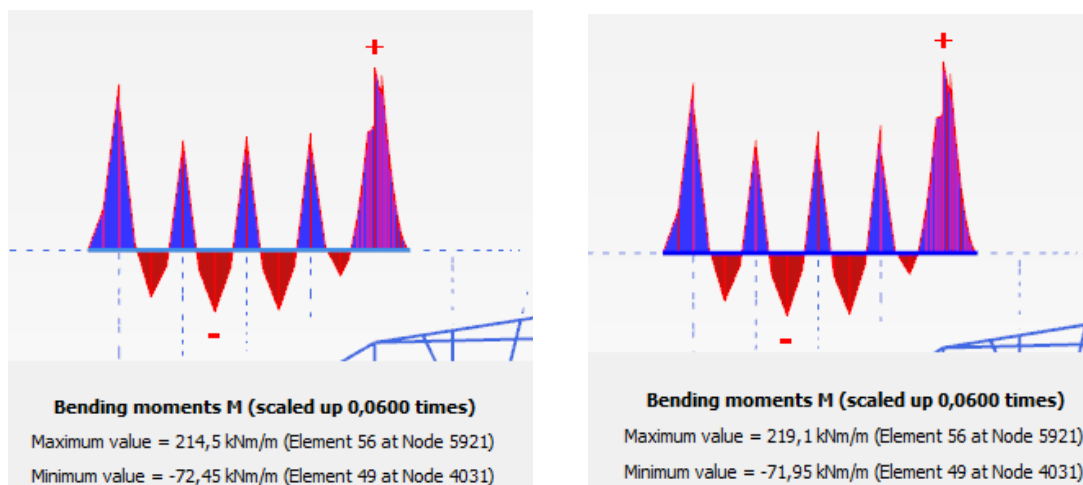 Bending moments M (scaled up 0,0600 times)
Maximum value = 214,5 kNm/m (Element 56 at Node 5921)
Minimum value = -72,45 kNm/m (Element 49 at Node 4031)
Bending moments M (scaled up 0,0600 times)
Maximum value = 219,1 kNm/m (Element 56 at Node 5921)
Minimum value = -71,95 kNm/m (Element 49 at Node 4031)